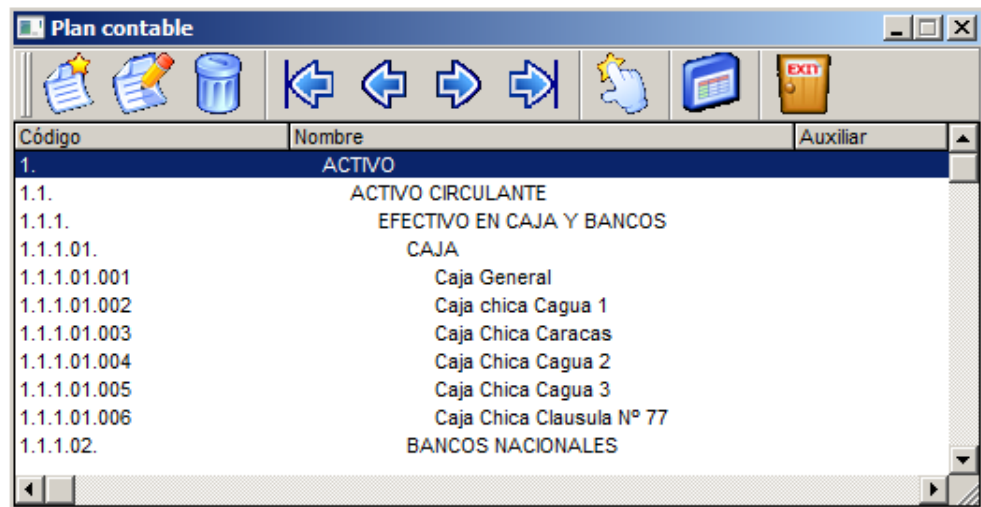 Plan contable
EXIT
Código Nombre Auxiliar
1. ACTIVO
1.1. ACTIVO CIRCULANTE
1.1.1. EFECTIVO EN CAJA Y BANCOS
1.1.1.01. CAJA
1.1.1.01.001 Caja General
1.1.1.01.002 Caja chica Cagua 1
1.1.1.01.003 Caja Chica Caracas
1.1.1.01.004 Caja Chica Cagua 2
1.1.1.01.005 Caja Chica Cagua 3
1.1.1.01.006 Caja Chica Clausula Nº 77
1.1.1.02. BANCOS NACIONALES